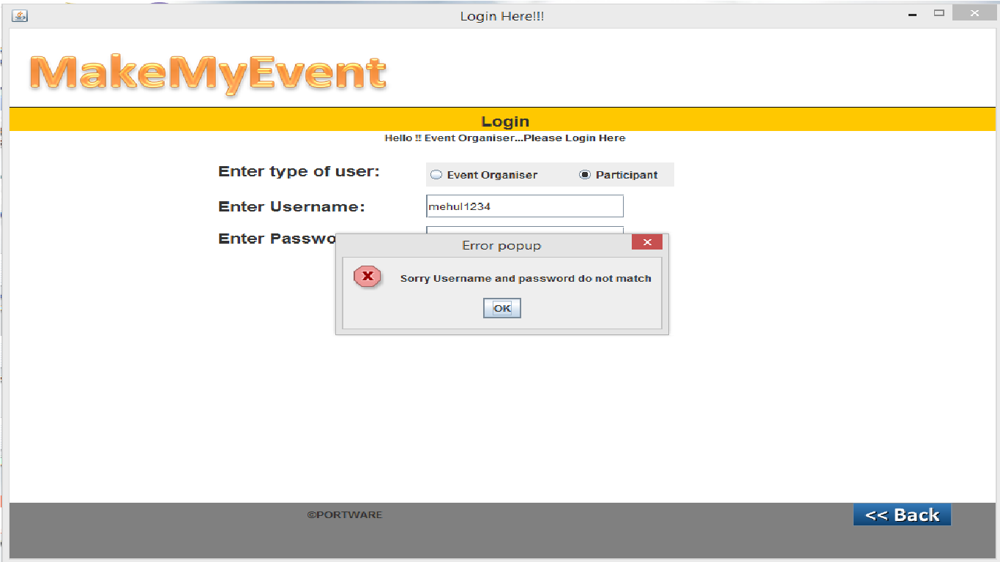 Login Here!!!
MakeMyEvent
Login
Hello !! Event Organiser...Please Login Here
Enter type of user:
Event Organiser
Participant
Enter Username:
mehul1234
Enter Passwo
Error popup
Sorry Username and password do not match
OK
©PORTWARE
<< Back